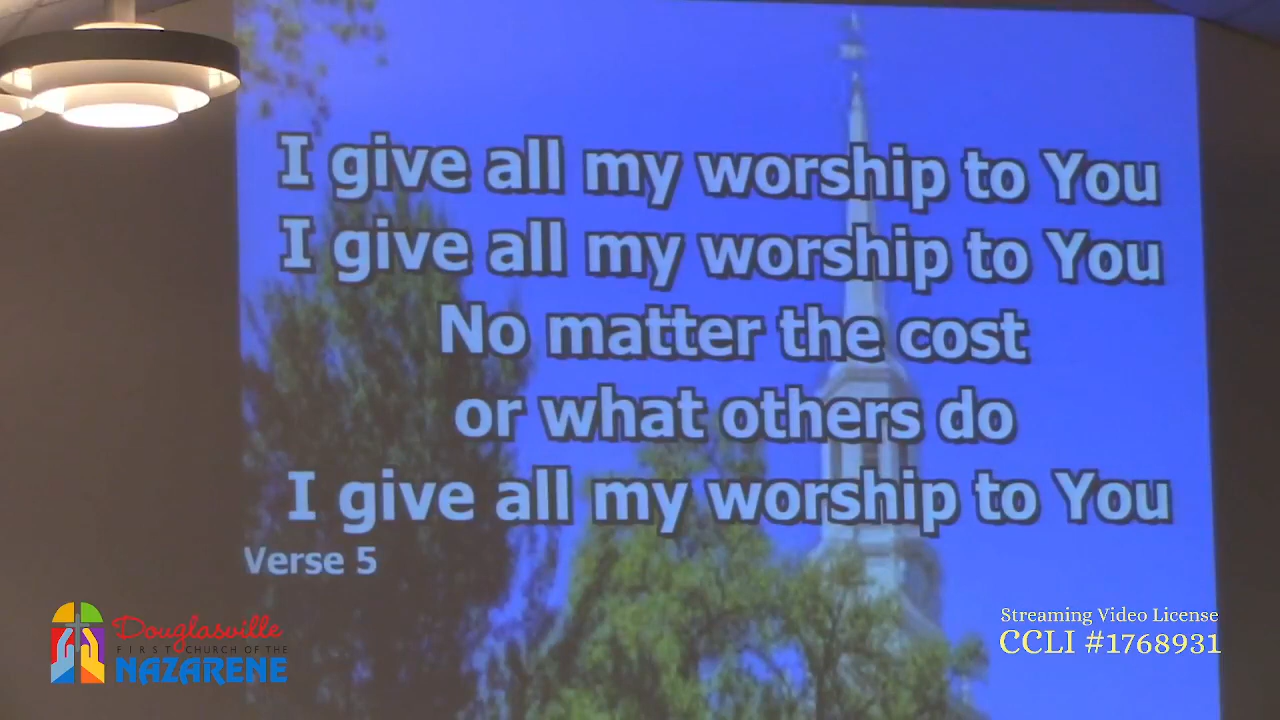 I give all my worship to You
I give all my worship to You
No matter the cost
or what others do
I give all my worship to You
Verse 5
Douglasville
FIRST CHURCH OF THE
NAZARENE
Streaming Video License
CCLI #1768931